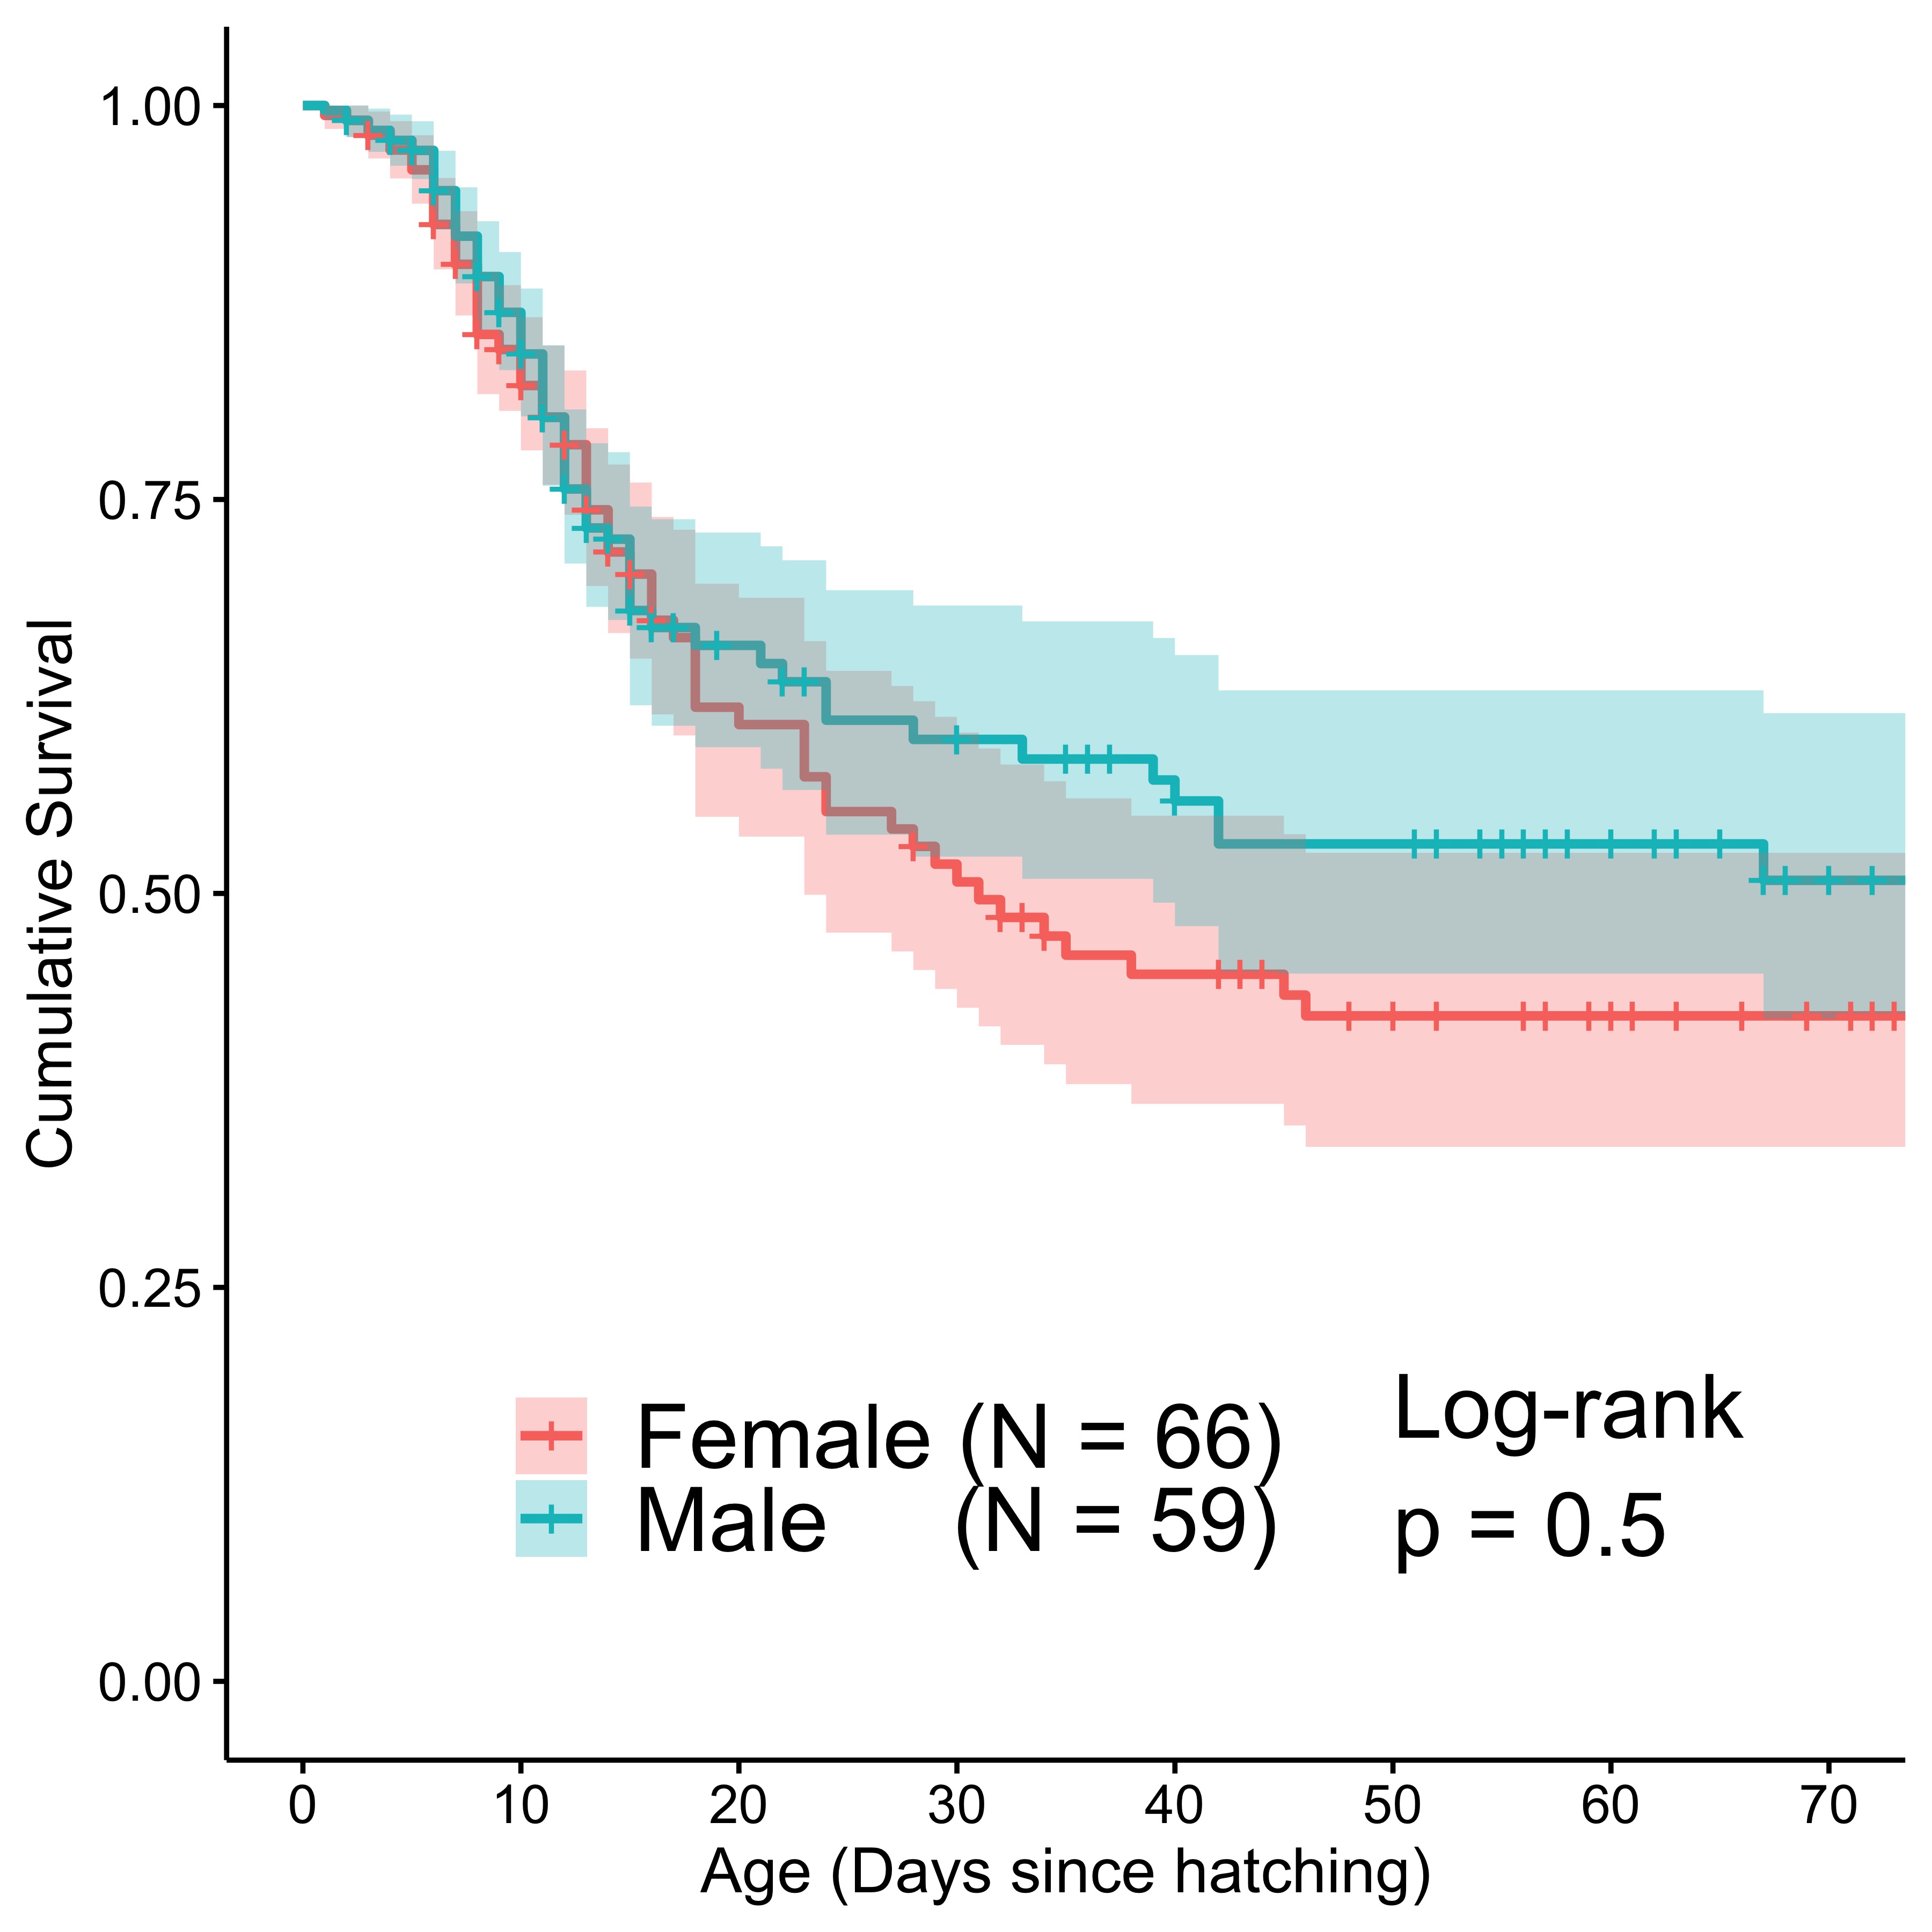 Cumulative Survival
1.00
0.75
0.50
0.25
0.00
Female (N = 66)
Male (N = 59)
Log-rank
p = 0.5
0 10 20 30 40 50 60 70
Age (Days since hatching)